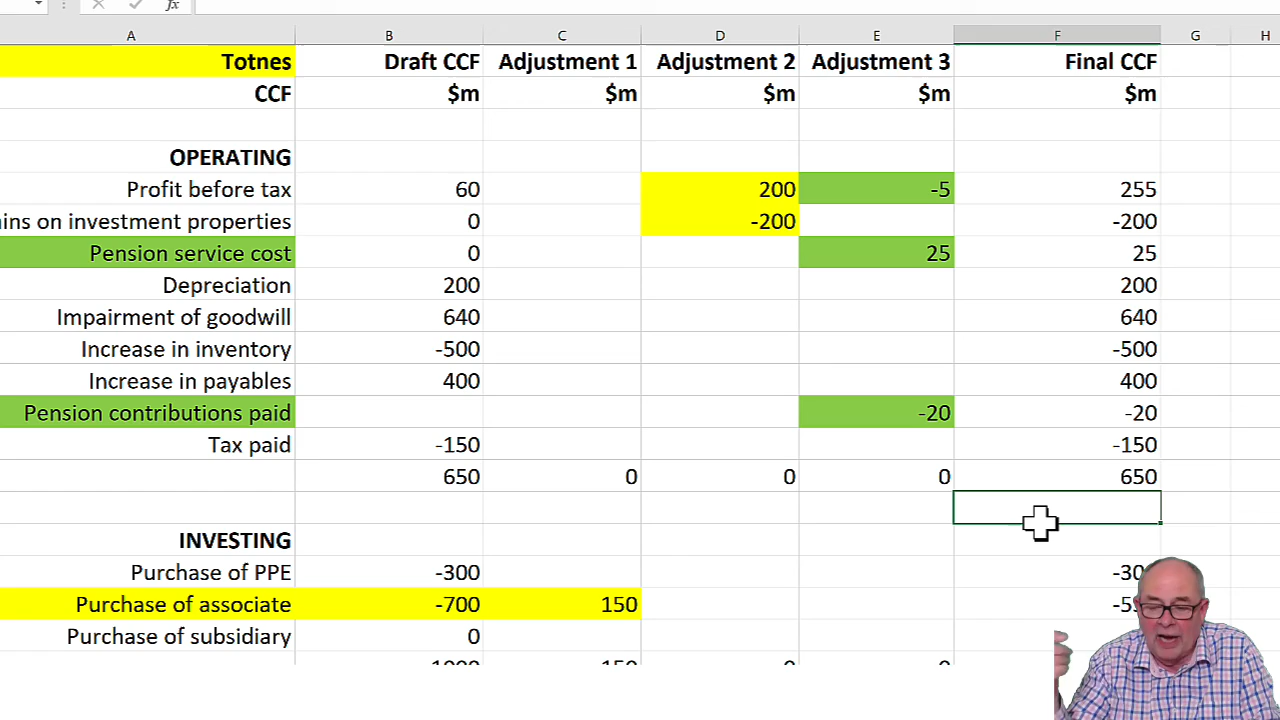 fx
A B C D E F G H
Totnes Draft CCF Adjustment 1 Adjustment 2 Adjustment 3 Final CCF
CCF $m $m $m $m $m
OPERATING
Profit before tax 60 200 -5 255
on investment properties 0 -200 -200
Pension service cost 0 25 25
Depreciation 200 200
Impairment of goodwill 640 640
Increase in inventory -500 -500
Increase in payables 400 400
Pension contributions paid -20 -20
Tax paid -150 -150
650 0 0 0 650
INVESTING
Purchase of PPE -300
Purchase of associate -700 150
Purchase of subsidiary 0